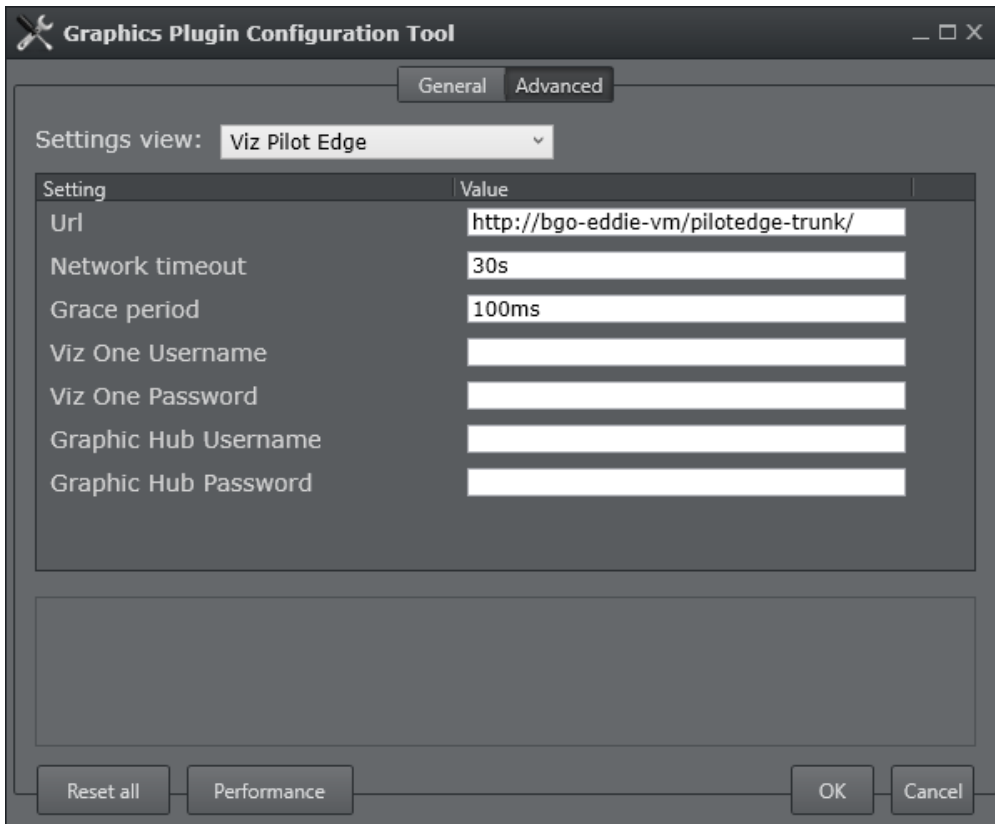 Graphics Plugin Configuration Tool
General Advanced
Settings view: Viz Pilot Edge
Setting Value
Url http://bgo-eddie-vm/pilotedge-trunk/
Network timeout 30s
Grace period 100ms
Viz One Username
Viz One Password
Graphic Hub Username
Graphic Hub Password
Reset all Performance OK Cancel